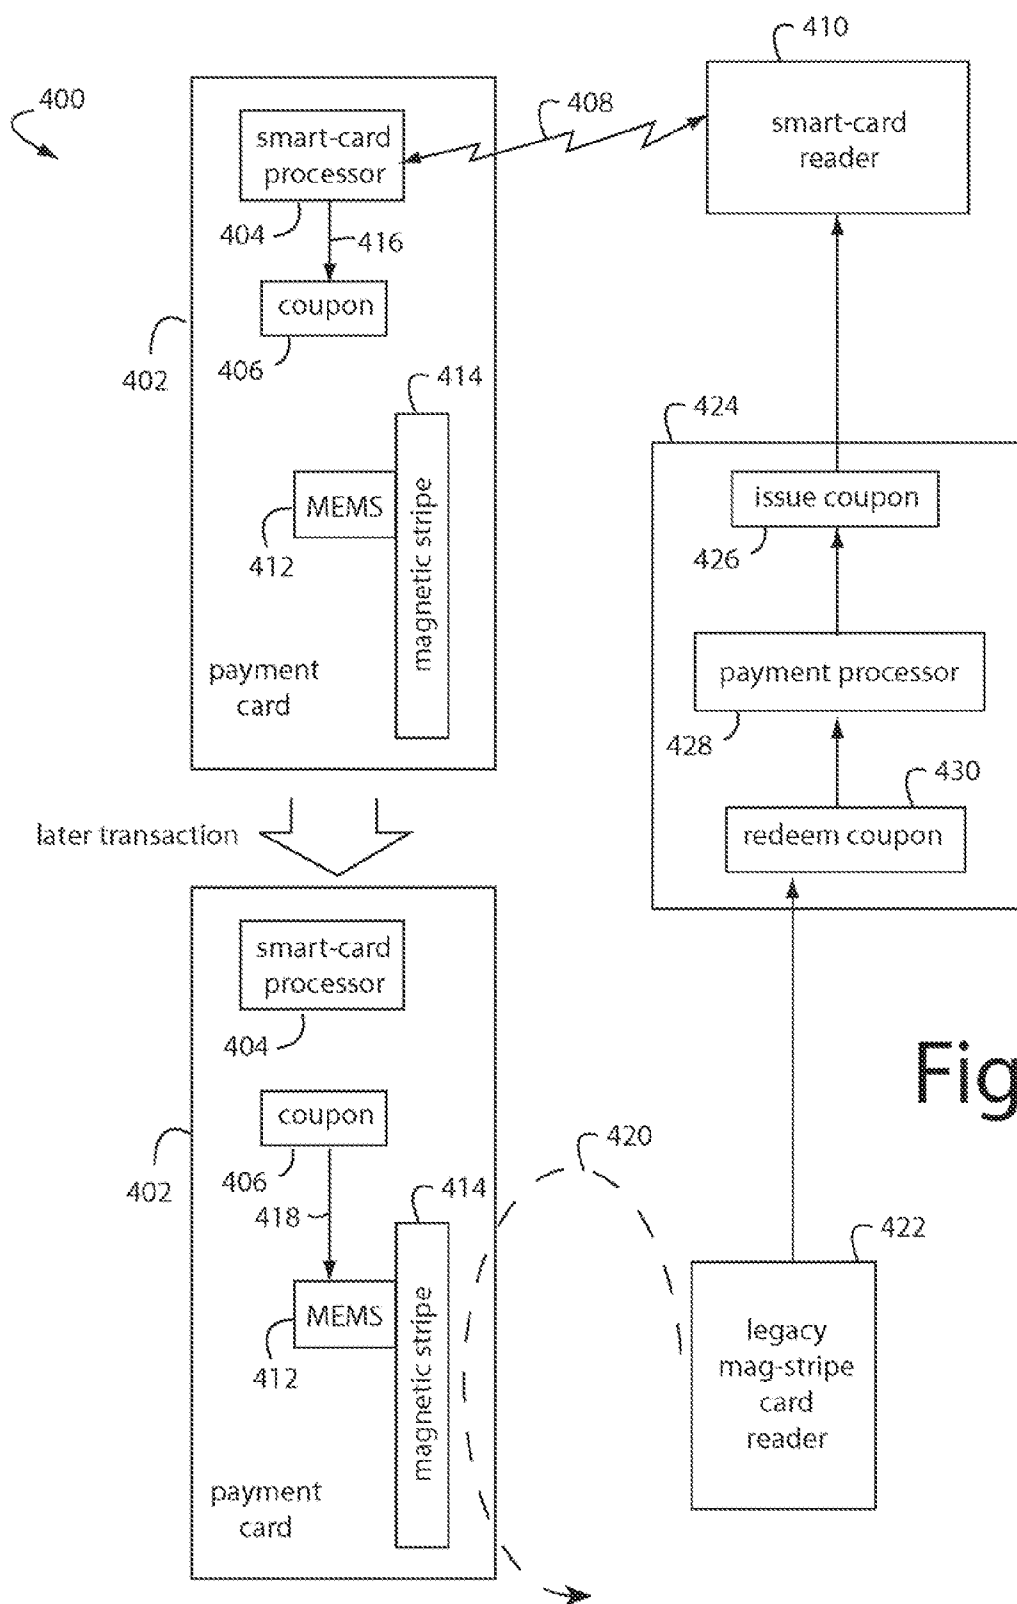 400
408
410
smart-card
processor
smart-card
reader
404
416
coupon
402
406
414
424
MEMS
412
magnetic stripe
issue coupon
426
payment
card
payment processor
428
430
redeem coupon
later transaction
smart-card
processor
404
Fig
coupon
420
402
406
414
418
422
MEMS
412
magnetic stripe
legacy
mag-stripe
card
reader
payment
card